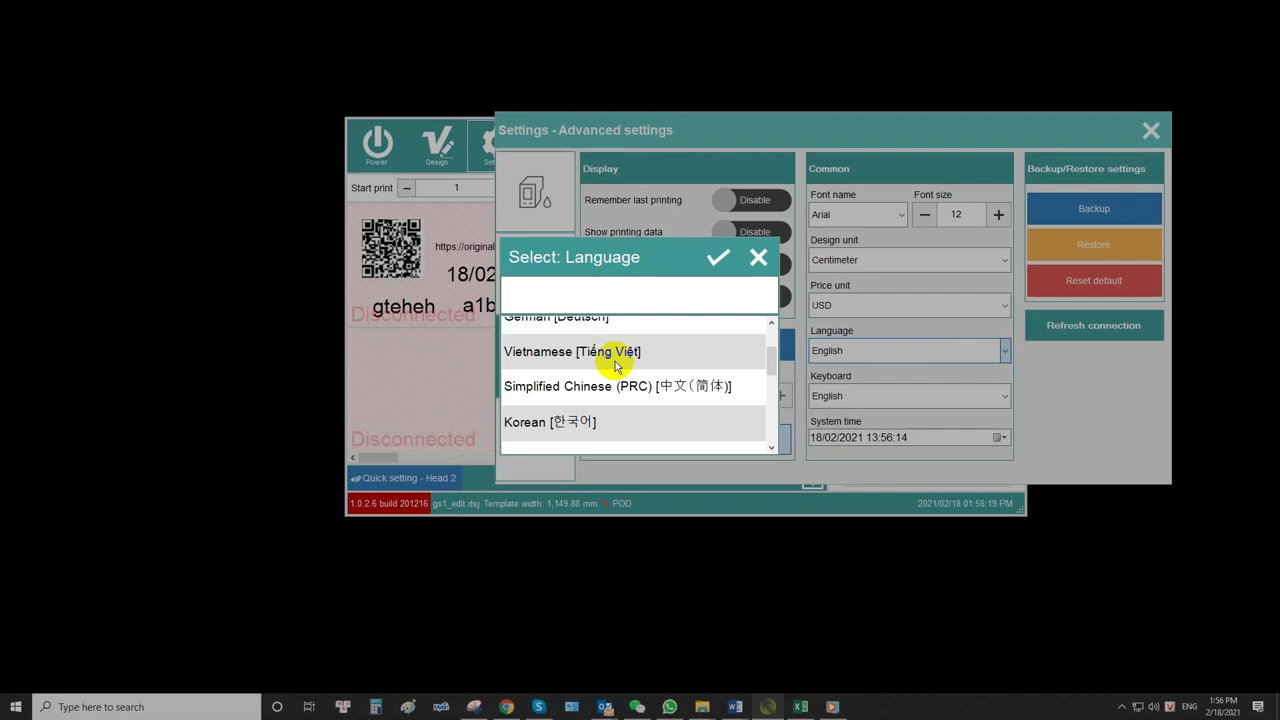 Settings - Advanced settings
Power
Design
Set
Start print
1
Display
Common
Backup/Restore settings
Remember last printing
Disable
Show printing data
Disable
Font name
Font size
Arial
12
Backup
Design unit
Centimeter
Restore
Price unit
USD
Reset default
Language
English
Refresh connection
Keyboard
English
System time
18/02/2021 13:56:14
Select: Language
German [Deutsch]
Vietnamese [Tiếng Việt]
Simplified Chinese (PRC) [中文(简体)]
Korean [한국어]
https://original
18/02
gteheh
a1b
Disconnected
Disconnected
Quick setting - Head 2
1.0.2.6 build 201216
gs1_edit.dsj
Template width: 1,149.88 mm
POD
2021/02/18 01:56:19 PM
Type here to search
1:56 PM
2/18/2021